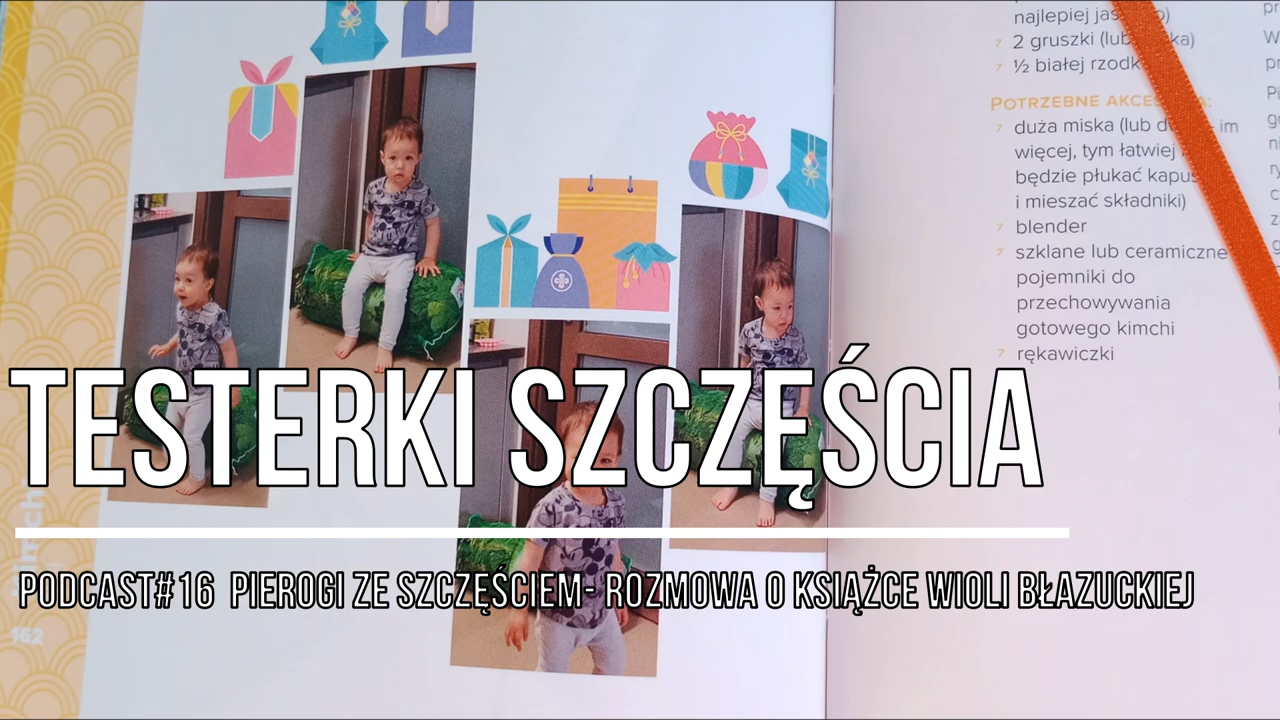 najlepiej
2 gruszki
½ białej
POTRZEBNE
duża miska (lub im
więcej, tym łatwiej
będzie płukać
i mieszać składniki)
blender
szklane lub ceramiczne
pojemniki do
przechowywania
gotowego kimchi
rękawiczki
TESTERKI SZCZĘŚCIA
PODCAST#16 PIEROGI ZE SZCZĘŚCIEM- ROZMOWA O KSIĄŻCE WIOLI BŁAZUCKIEJ
162